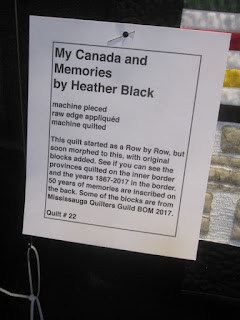 My Canada and
Memories
by Heather Black
machine pieced
raw edge appliquéd
machine quilted
This quilt started as a Row by Row, but
soon morphed to this, with original
blocks added. See if you can see the
provinces quilted on the inner border
and the years 1867-2017 in the border.
50 years of memories are inscribed on
the back. Some of the blocks are from
Mississauga Quilters Guild BOM 2017.
Quilt # 22